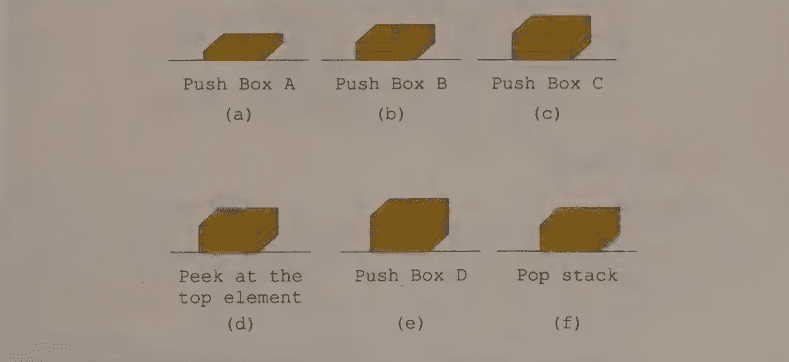 Push Box A
Push Box B
Push Box C
(a)
(b)
(c)
Peek at the
top element
Push Box D
Pop stack
(d)
(e)
(f)